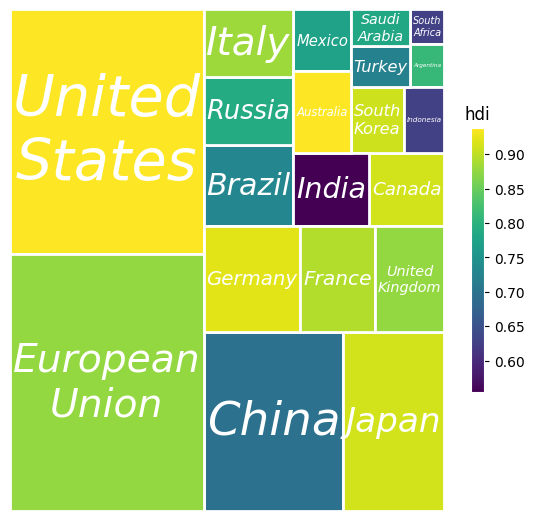 United
States
European
Union
Italy
Russia
Brazil
Mexico
Australia
Saudi
Arabia
Turkey
South
Korea
South
Africa
Argentina
Indonesia
India
Canada
Germany
France
United
Kingdom
China
Japan
hdi
0.90
0.85
0.80
0.75
0.70
0.65
0.60